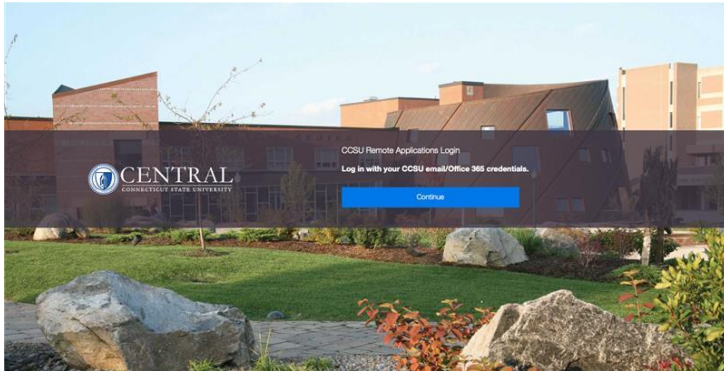 CCSU Remote Applications Login
Log in with your CCSU email/Office 365 credentials.
CENTRAL
CONNECTICUT STATE UNIVERSITY
Continue